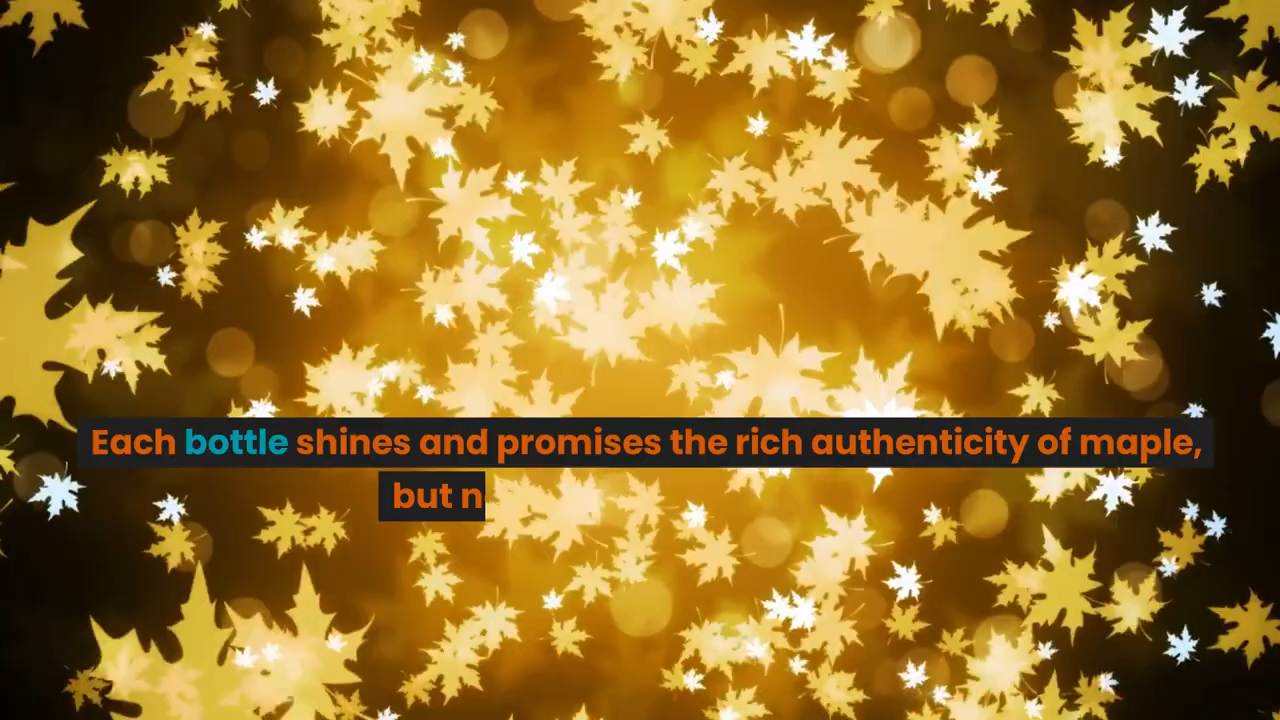 Each bottle shines and promises the rich authenticity of maple,
but n